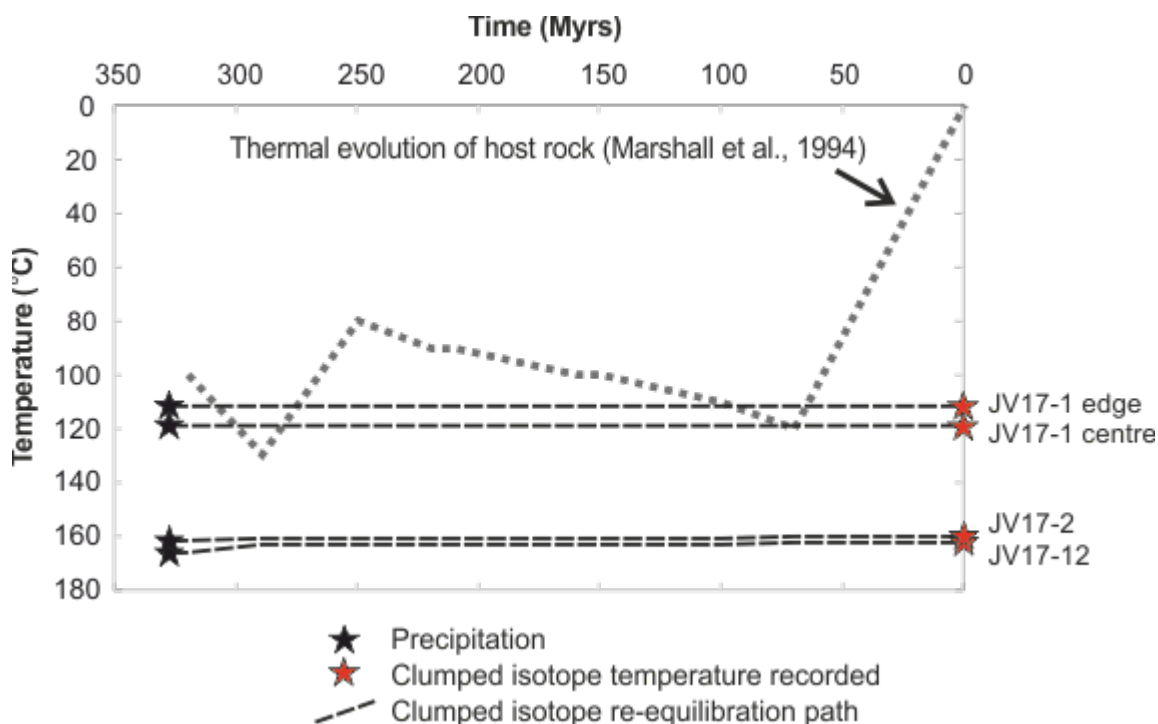 Time (Myrs)
350 300 250 200 150 100 50 0
Temperature (°C)
0
20
40
60
80
100
120
140
160
180
Thermal evolution of host rock (Marshall et al., 1994)
JV17-1 edge
JV17-1 centre
JV17-2
JV17-12
Precipitation
Clumped isotope temperature recorded
Clumped isotope re-equilibration path